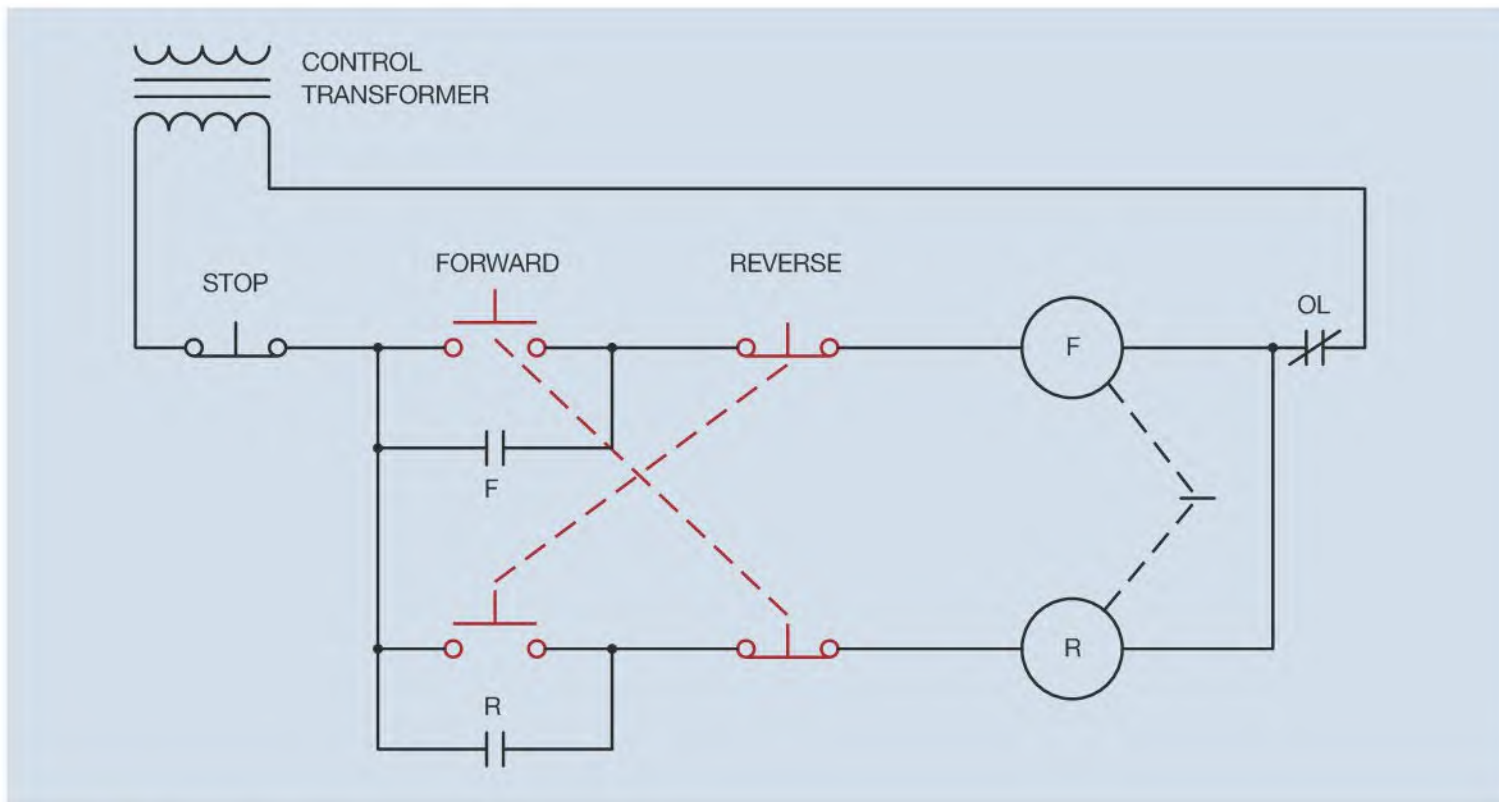 CONTROL
TRANSFORMER
FORWARD
REVERSE
STOP
OL
F
F
R
R